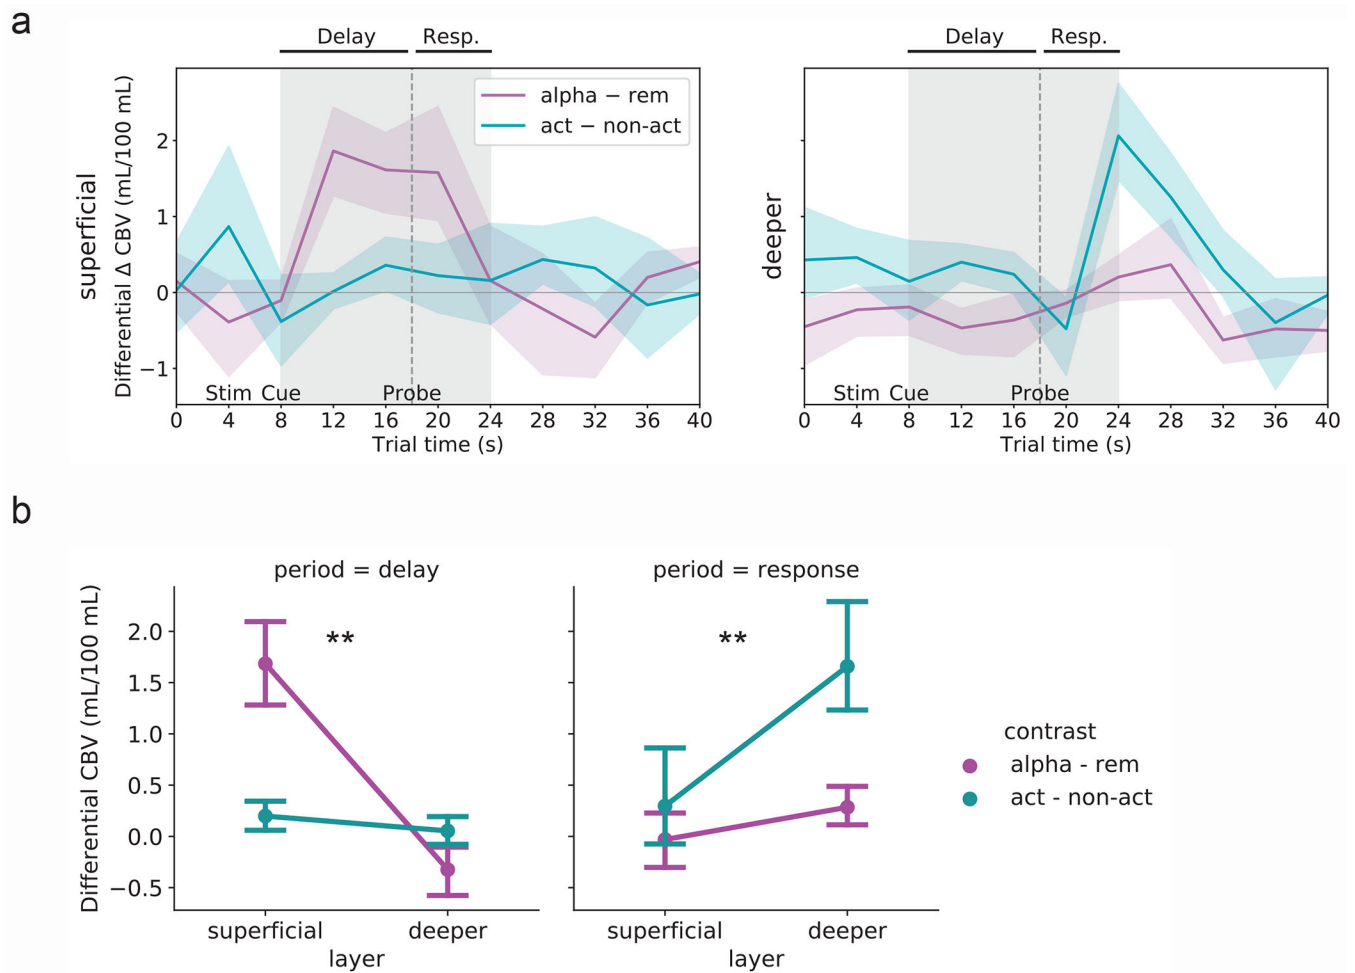 a
Delay Resp.
Delay Resp.
superficial
Differential Δ CBV (mL/100 mL)
2
1
0
−1
alpha − rem
act − non-act
Stim Cue Probe
0 4 8 12 16 20 24 28 32 36 40
Trial time (s)
deeper
Stim Cue Probe
0 4 8 12 16 20 24 28 32 36 40
Trial time (s)
b
period = delay
period = response
Differential CBV (mL/100 mL)
2.0
1.5
1.0
0.5
0.0
−0.5
**
**
superficial deeper
layer
superficial deeper
layer
contrast
alpha - rem
act - non-act